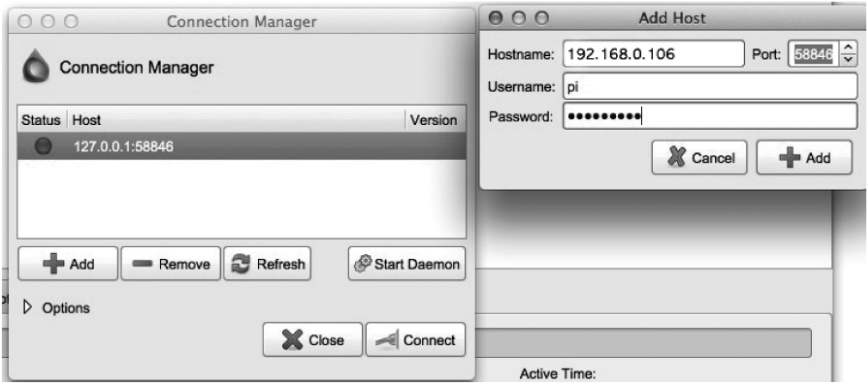 Connection Manager
Connection Manager
Status Host Version
127.0.0.1:58846
Add Remove Refresh Start Daemon
Options
Close Connect
Add Host
Hostname: 192.168.0.106 Port: 58846
Username: pi
Password: •••••••••
Cancel Add
Active Time: